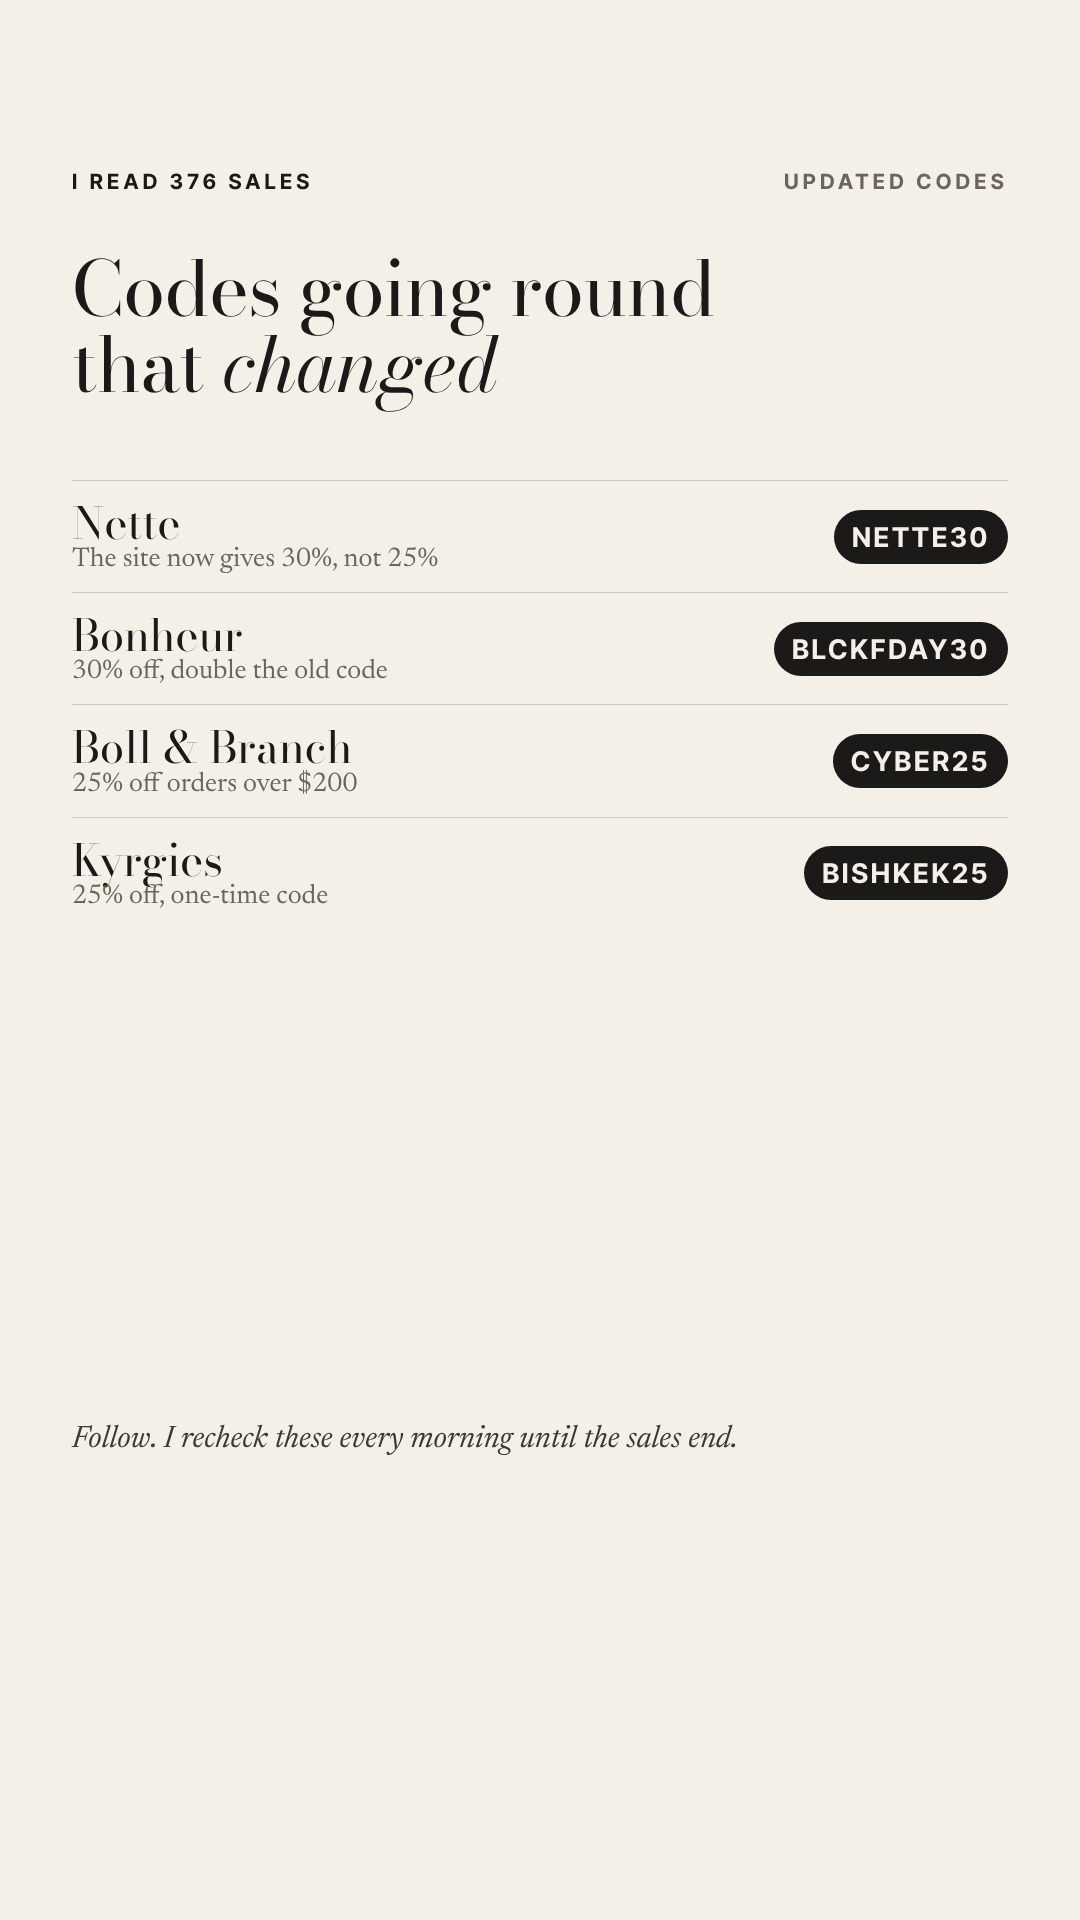 I READ 376 SALES
UPDATED CODES
Codes going round
that changed
Nette
The site now gives 30%, not 25%
NETTE30
Bonheur
30% off, double the old code
BLCKFDAY30
Boll & Branch
25% off orders over $200
CYBER25
Kyrgies
25% off, one-time code
BISHKEK25
Follow. I recheck these every morning until the sales end.